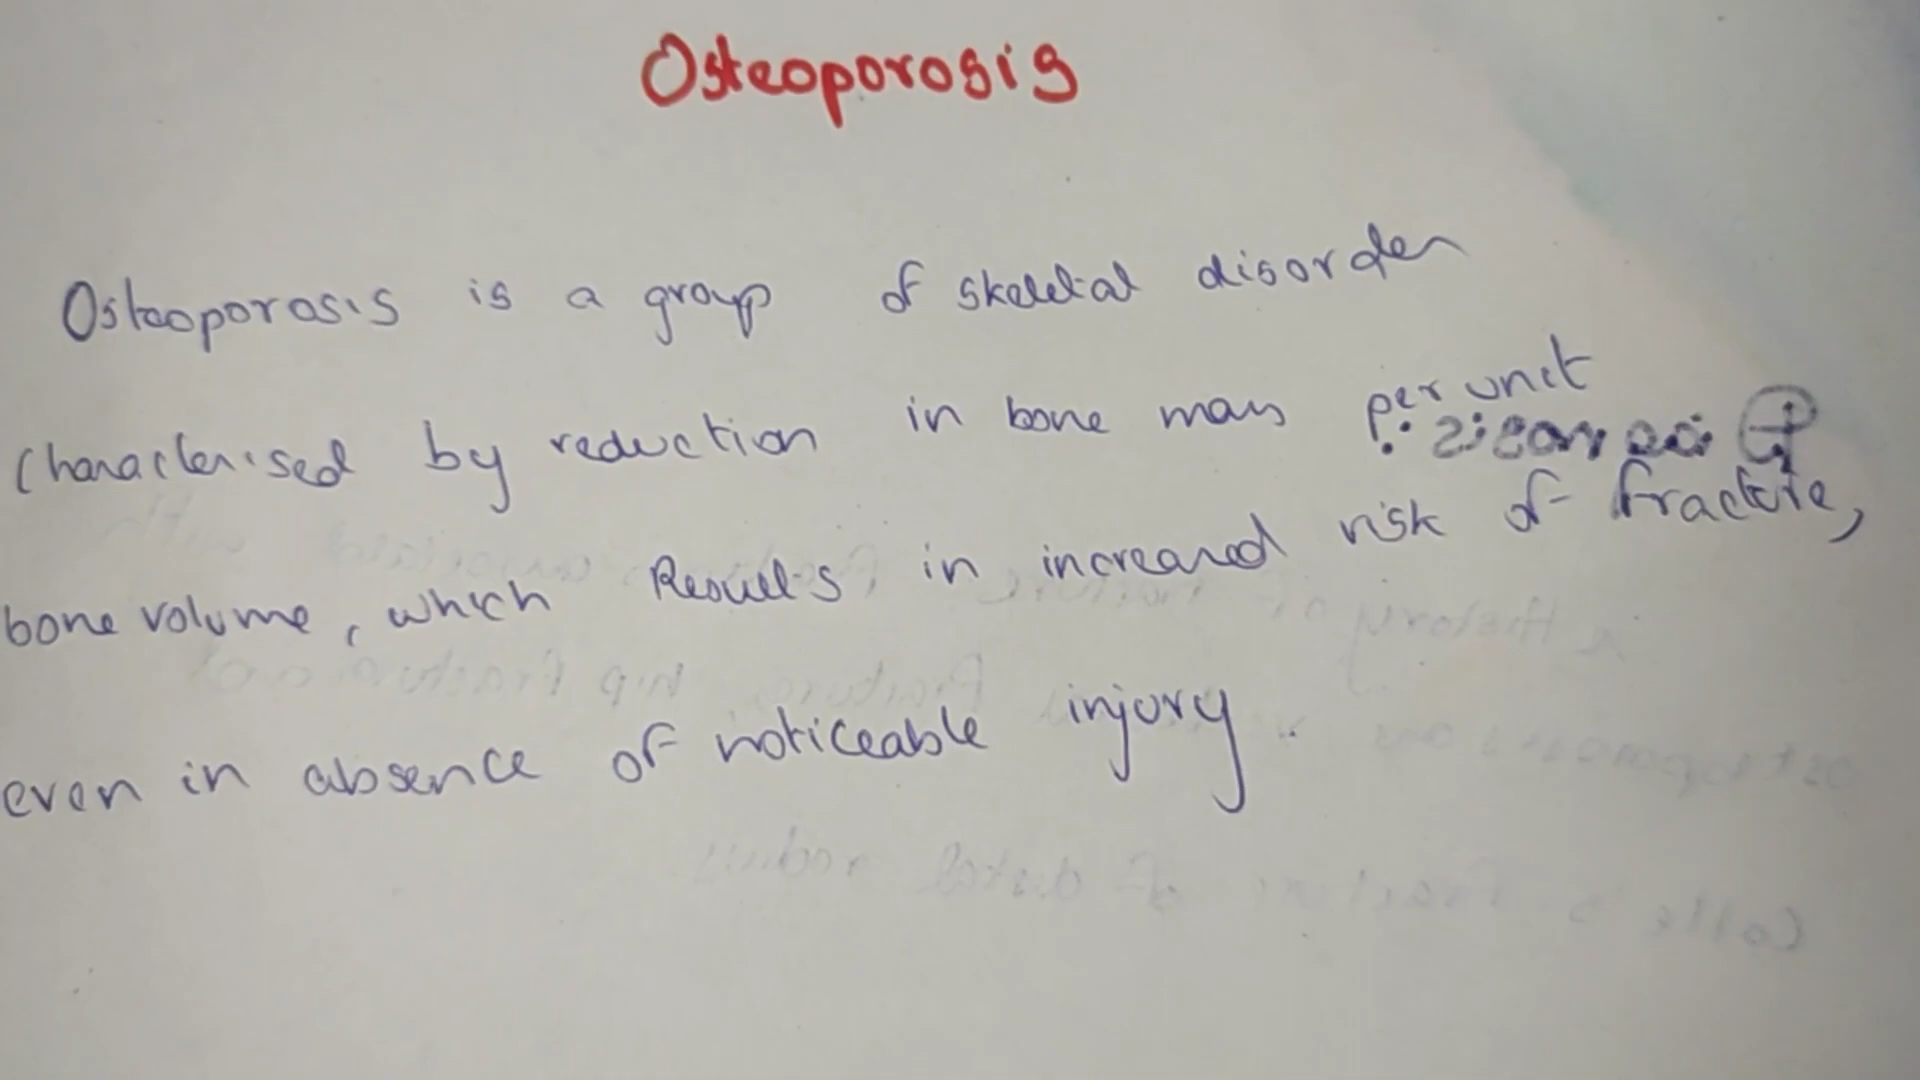 Osteoporosis
Osteoporosis is a group of skeletal disorder
characterised by reduction in bone mass per unit
bone volume, which Results in increased risk of fracture,
even in absence of noticeable injury.